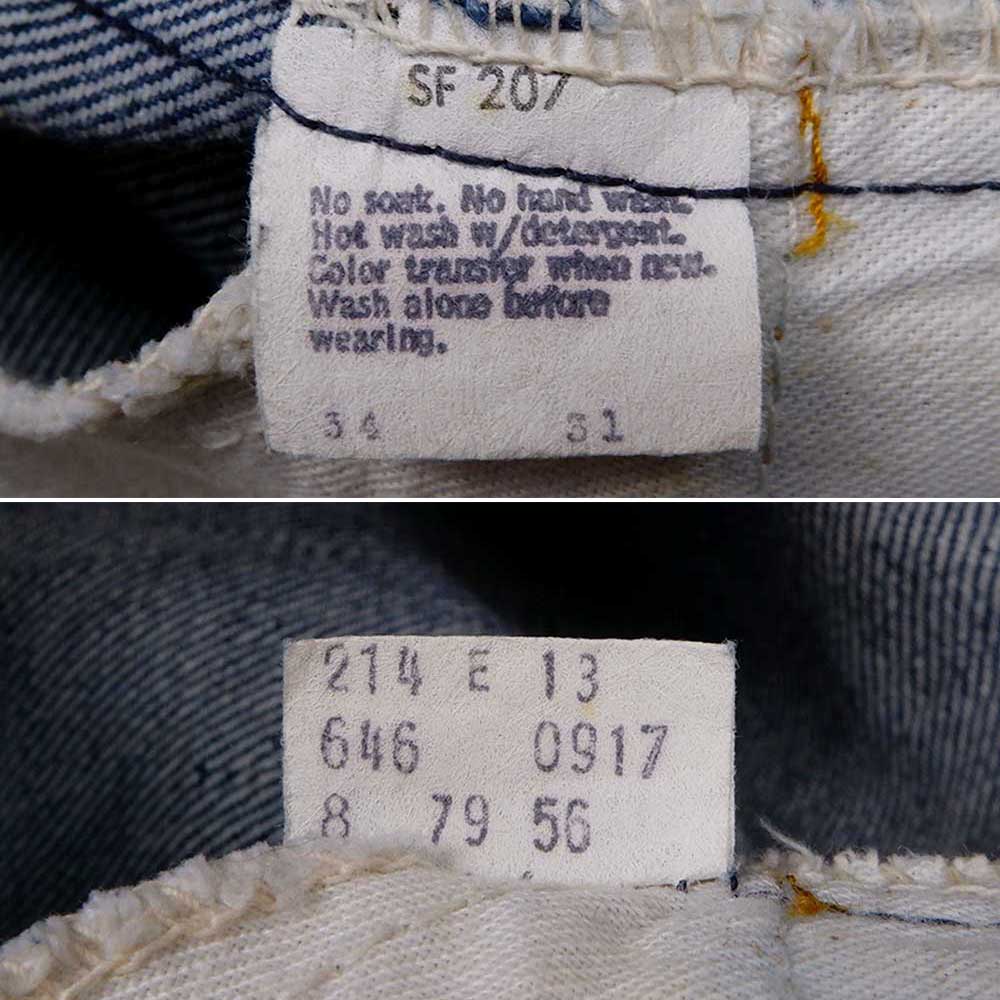 SF 207
No soak. No hand wash.
Hot wash w/detergent.
Color transfer when new.
Wash alone before
wearing.
34 31
214 E 13
646 0917
8 79 56